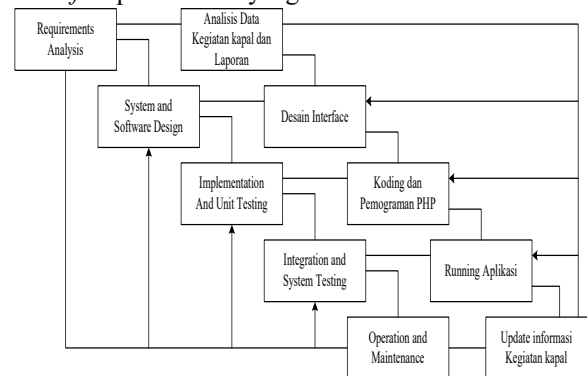 Requirements
Analysis
Analisis Data
Kegiatan kapal dan
Laporan
System and
Software Design
Desain Interface
Implementation
And Unit Testing
Koding dan
Pemograman PHP
Integration and
System Testing
Running Aplikasi
Operation and
Maintenance
Update informasi
Kegiatan kapal